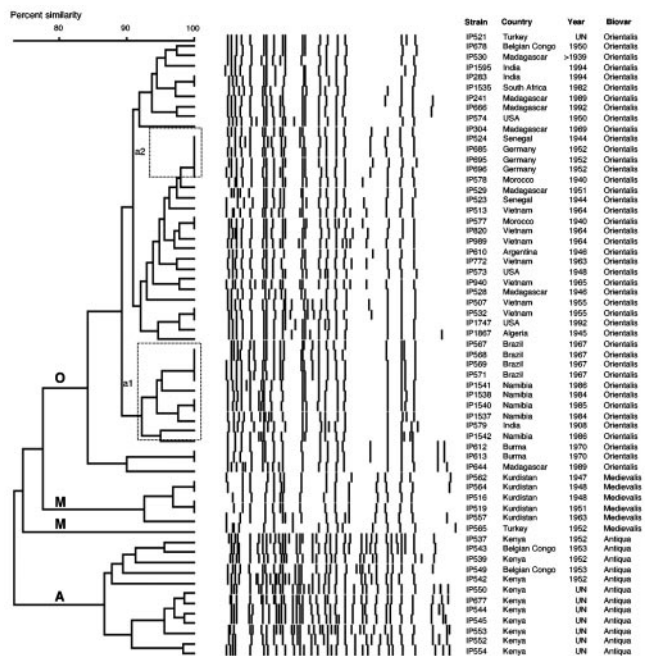 Percent similarity
80 90 100
Strain Country Year Biovar
IP521 Turkey UN Orientalis
IP678 Belgian Congo 1950 Orientalis
IP530 Madagascar >1939 Orientalis
IP1595 India 1994 Orientalis
IP283 India 1994 Orientalis
IP1535 South Africa 1982 Orientalis
IP241 Madagascar 1989 Orientalis
IP666 Madagascar 1992 Orientalis
IP574 USA 1950 Orientalis
IP304 Madagascar 1969 Orientalis
a2
IP524 Senegal 1944 Orientalis
IP685 Germany 1952 Orientalis
IP695 Germany 1952 Orientalis
IP696 Germany 1952 Orientalis
IP578 Morocco 1940 Orientalis
IP529 Madagascar 1951 Orientalis
IP523 Senegal 1944 Orientalis
IP513 Vietnam 1964 Orientalis
IP577 Morocco 1940 Orientalis
IP820 Vietnam 1964 Orientalis
IP989 Vietnam 1964 Orientalis
IP610 Argentina 1946 Orientalis
IP772 Vietnam 1963 Orientalis
IP573 USA 1948 Orientalis
IP940 Vietnam 1965 Orientalis
IP528 Madagascar 1946 Orientalis
IP507 Vietnam 1955 Orientalis
IP532 Vietnam 1955 Orientalis
IP1747 USA 1992 Orientalis
IP1867 Algeria 1945 Orientalis
IP567 Brazil 1967 Orientalis
IP568 Brazil 1967 Orientalis
IP569 Brazil 1967 Orientalis
O a1
IP571 Brazil 1967 Orientalis
IP1541 Namibia 1986 Orientalis
IP1538 Namibia 1984 Orientalis
IP1540 Namibia 1985 Orientalis
IP1537 Namibia 1984 Orientalis
IP579 India 1908 Orientalis
IP1542 Namibia 1986 Orientalis
IP612 Burma 1970 Orientalis
IP613 Burma 1970 Orientalis
IP644 Madagascar 1989 Orientalis
IP562 Kurdistan 1947 Medievalis
IP564 Kurdistan 1948 Medievalis
IP516 Kurdistan 1948 Medievalis
M
IP519 Kurdistan 1951 Medievalis
IP557 Kurdistan 1963 Medievalis
M
IP565 Turkey 1952 Medievalis
IP537 Kenya 1952 Antiqua
IP543 Belgian Congo 1953 Antiqua
IP539 Kenya 1952 Antiqua
IP549 Belgian Congo 1953 Antiqua
IP542 Kenya 1952 Antiqua
A
IP550 Kenya UN Antiqua
IP677 Kenya UN Antiqua
IP544 Kenya UN Antiqua
IP545 Kenya UN Antiqua
IP553 Kenya UN Antiqua
IP552 Kenya UN Antiqua
IP554 Kenya UN Antiqua